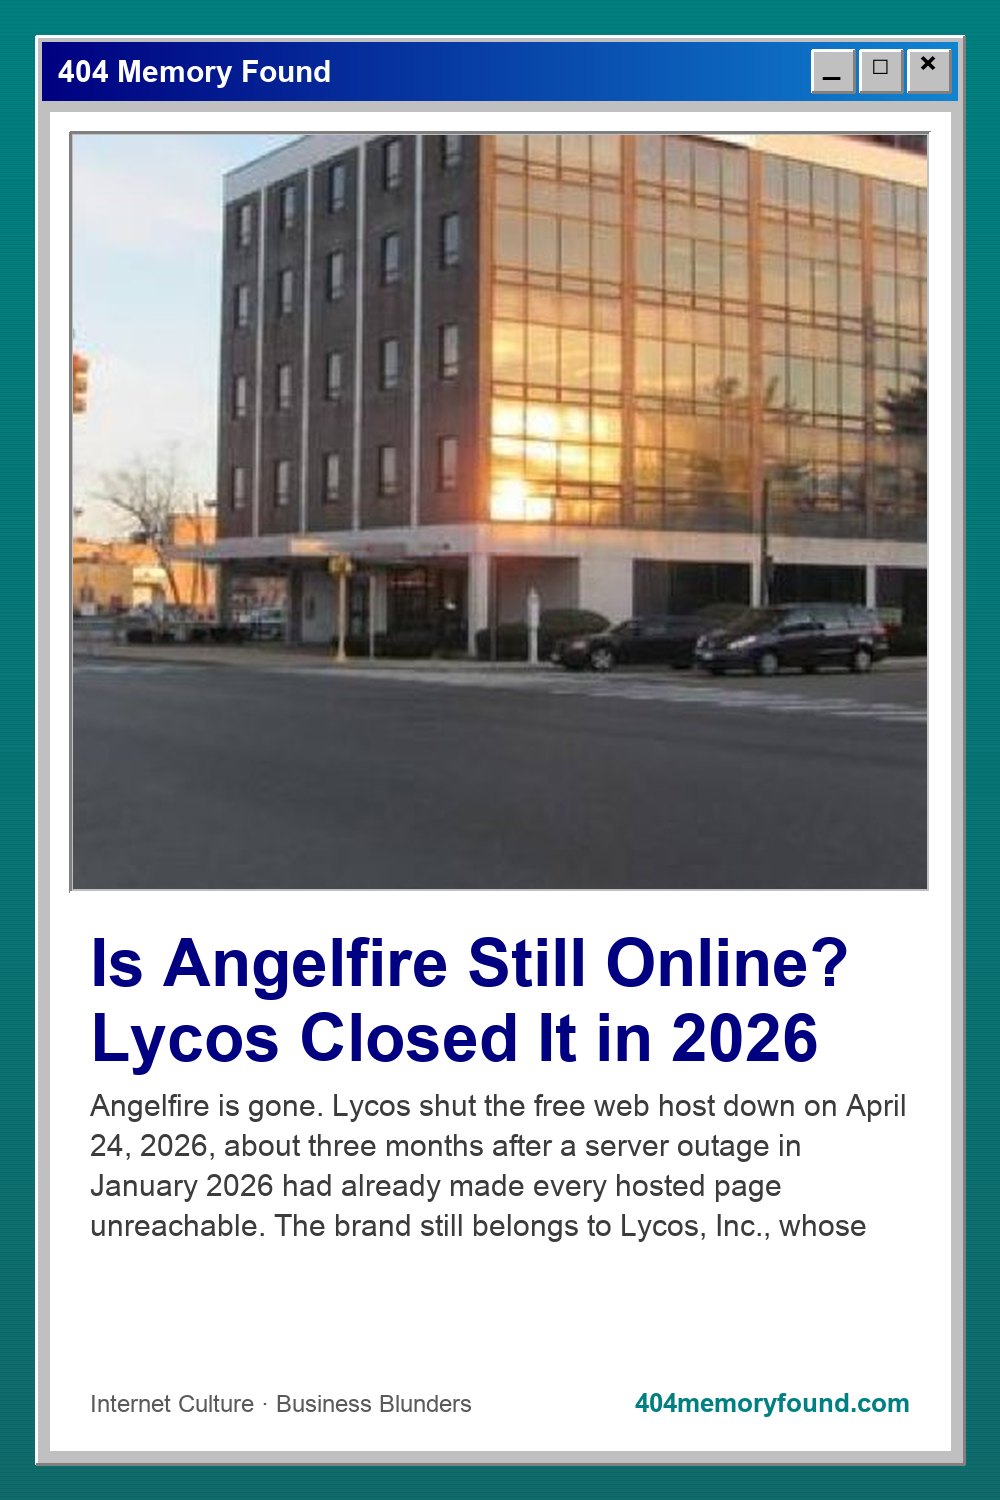 404 Memory Found
Is Angelfire Still Online?
Lycos Closed It in 2026
Angelfire is gone. Lycos shut the free web host down on April
24, 2026, about three months after a server outage in
January 2026 had already made every hosted page
unreachable. The brand still belongs to Lycos, Inc., whose
Internet Culture · Business Blunders
404memoryfound.com